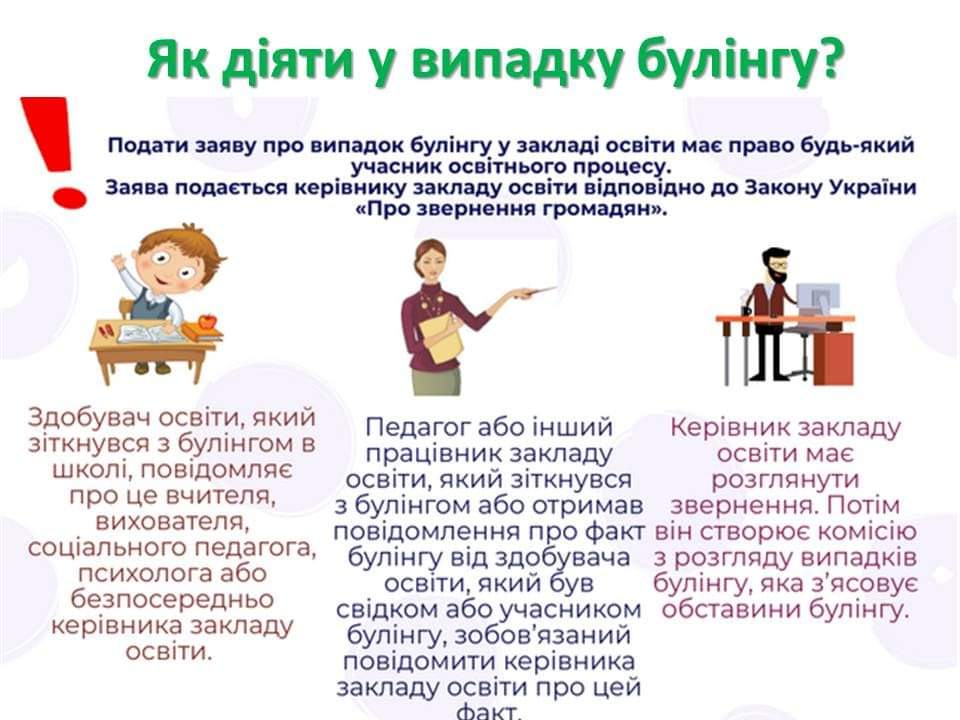 Як діяти у випадку булінгу?
Подати заяву про випадок булінгу у закладі освіти має право будь-який
учасник освітнього процесу.
Заява подається керівнику закладу освіти відповідно до Закону України
«Про звернення громадян».
Здобувач освіти, який
зіткнувся з булінгом в
школі, повідомляє
про це вчителя,
вихователя,
соціального педагога,
психолога або
безпосередньо
керівника закладу
освіти.
Педагог або інший
працівник закладу
освіти, який зіткнувся
з булінгом або отримав
повідомлення про факт
булінгу від здобувача
освіти, який був
свідком або учасником
булінгу, зобов’язаний
повідомити керівника
закладу освіти про цей
факт.
Керівник закладу
освіти має
розглянути
звернення. Потім
він створює комісію
з розгляду випадків
булінгу, яка з’ясовує
обставини булінгу.